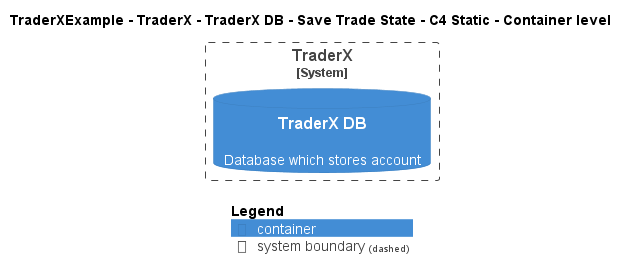 TraderXExample - TraderX - TraderX DB - Save Trade State - C4 Static - Container level
TraderX
[System]
TraderX DB
Database which stores account
Legend
container
system boundary (dashed)